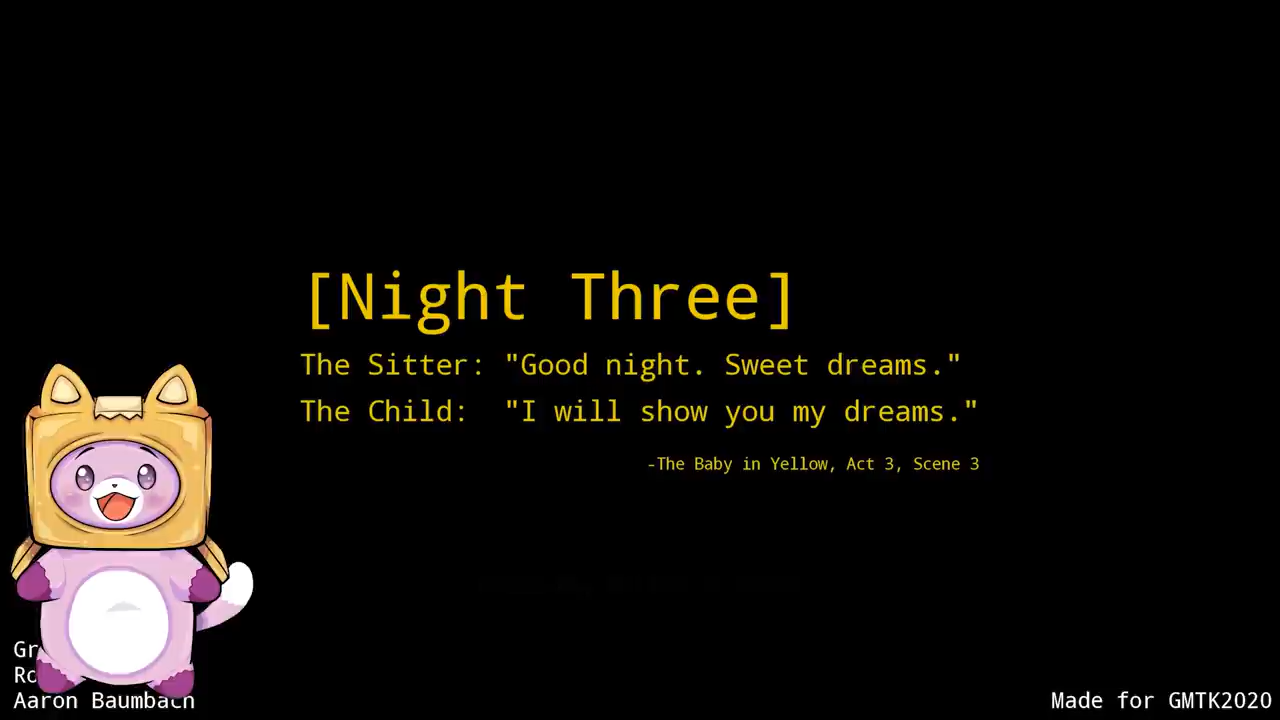 [Night Three]
The Sitter: "Good night. Sweet dreams."
The Child:  "I will show you my dreams."
-The Baby in Yellow, Act 3, Scene 3
Aaron Baumbach
Made for GMTK2020